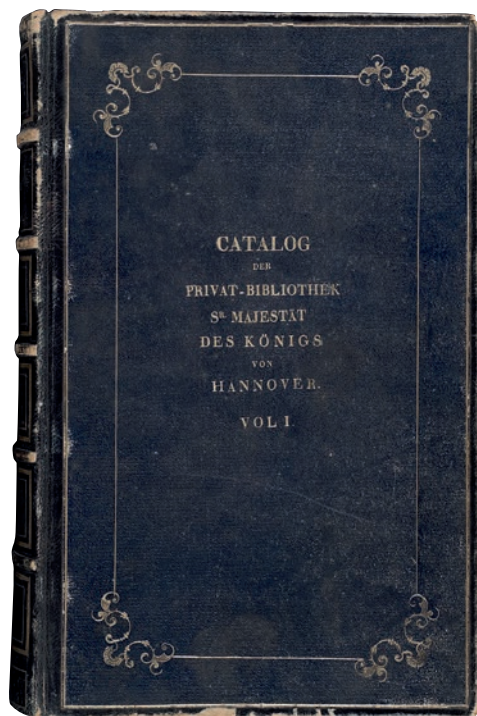 CATALOG
DER
PRIVAT-BIBLIOTHEK
SR. MAJESTÄT
DES KÖNIGS
VON
HANNOVER.
VOL I.